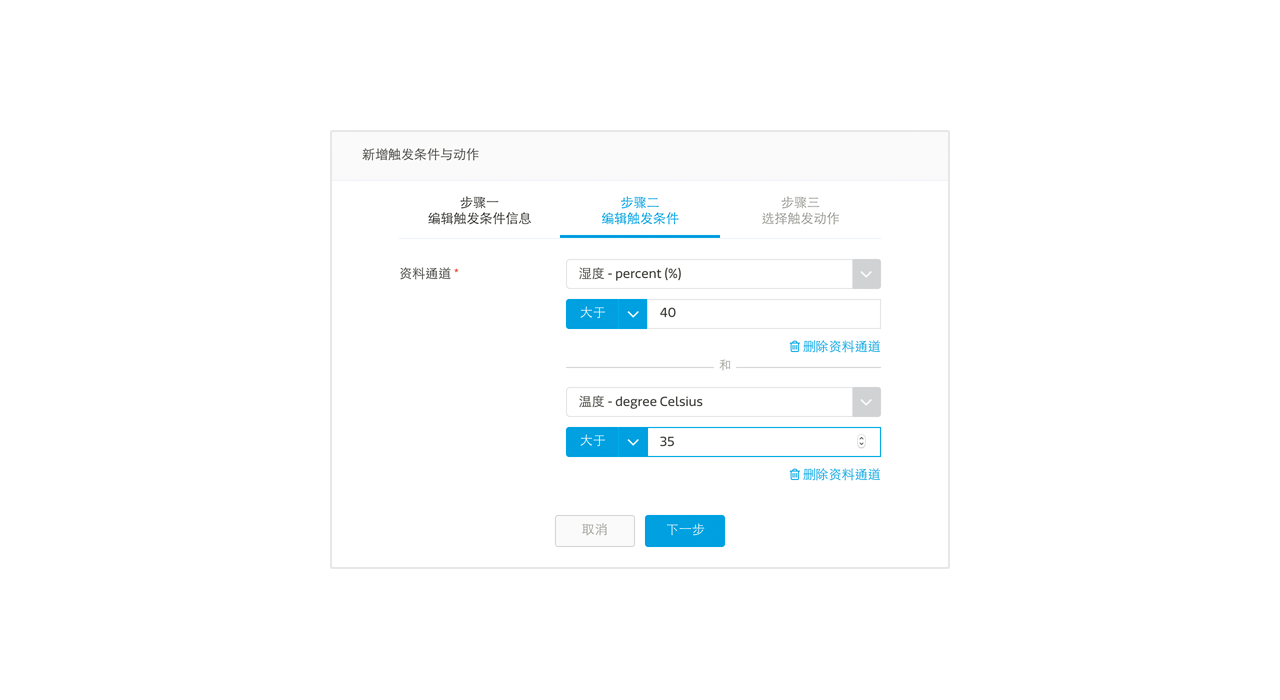 新增触发条件与动作
步骤一
编辑触发条件信息
步骤二
编辑触发条件
步骤三
选择触发动作
资料通道 *
湿度 - percent (%)
大于
40
删除资料通道
和
温度 - degree Celsius
大于
35
删除资料通道
取消
下一步